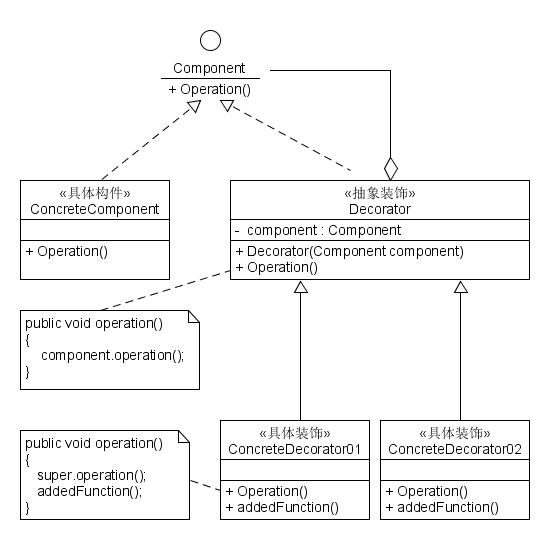 Component
+ Operation()
«具体构件»
ConcreteComponent
+ Operation()
«抽象装饰»
Decorator
- component : Component
+ Decorator(Component component)
+ Operation()
public void operation()
{
component.operation();
}
public void operation()
{
super.operation();
addedFunction();
}
«具体装饰»
ConcreteDecorator01
+ Operation()
+ addedFunction()
«具体装饰»
ConcreteDecorator02
+ Operation()
+ addedFunction()